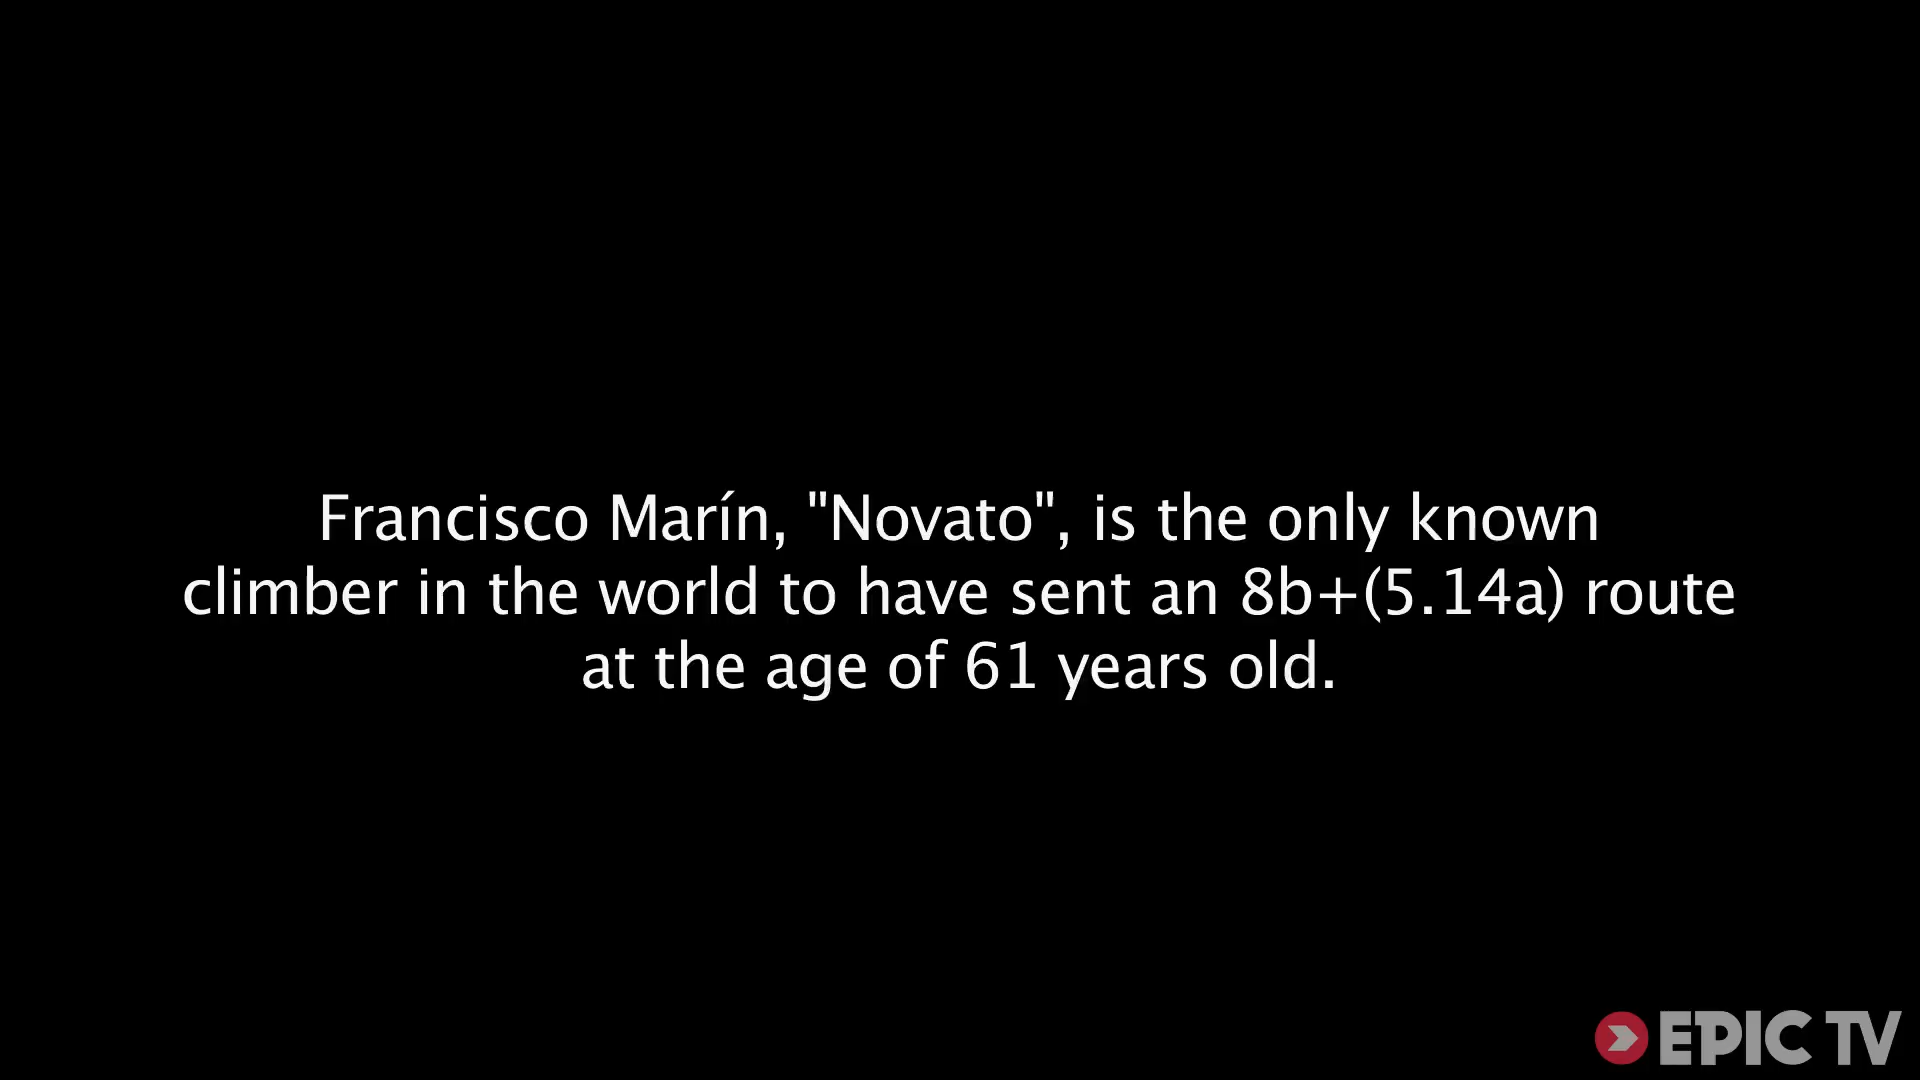 Francisco Marín, "Novato", is the only known
climber in the world to have sent an 8b+(5.14a) route
at the age of 61 years old.
EPIC TV